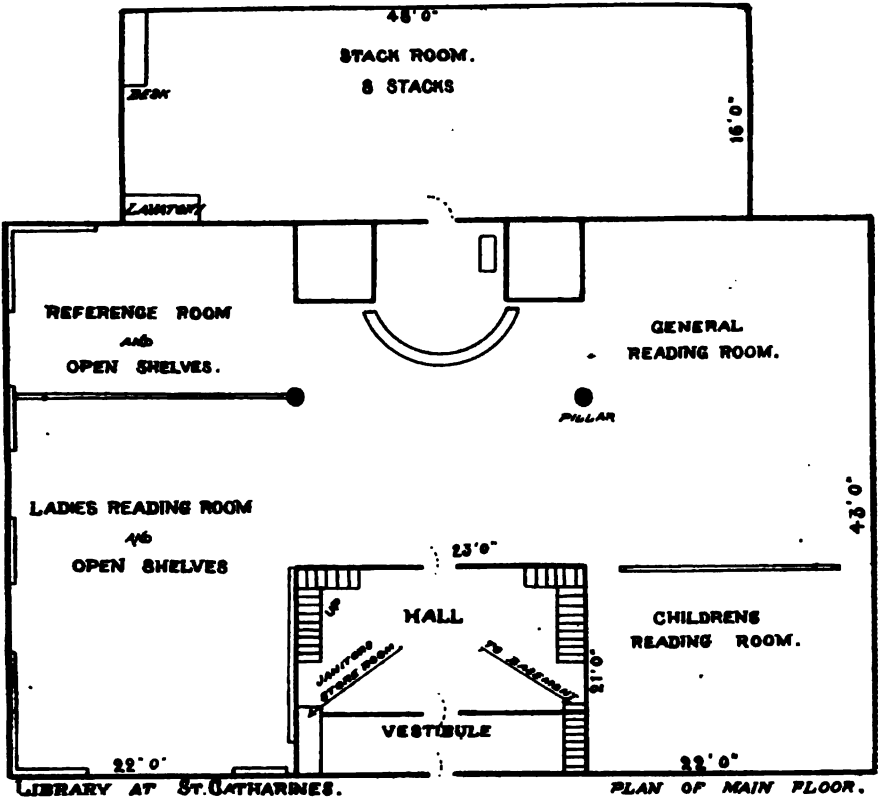 48'0"
STACK ROOM.
8 STACKS
DESK
16'0"
LAVATORY
REFERENCE ROOM
AND
OPEN SHELVES.
GENERAL
READING ROOM.
PILLAR
LADIES READING ROOM
AND
OPEN SHELVES
43'0"
23'0"
UP
HALL
JANITORS
STORE ROOM
TO BASEMENT
21'0"
CHILDRENS
READING ROOM.
VESTIBULE
22'0'
22'0"
LIBRARY AT ST. CATHARINES.
PLAN OF MAIN FLOOR.